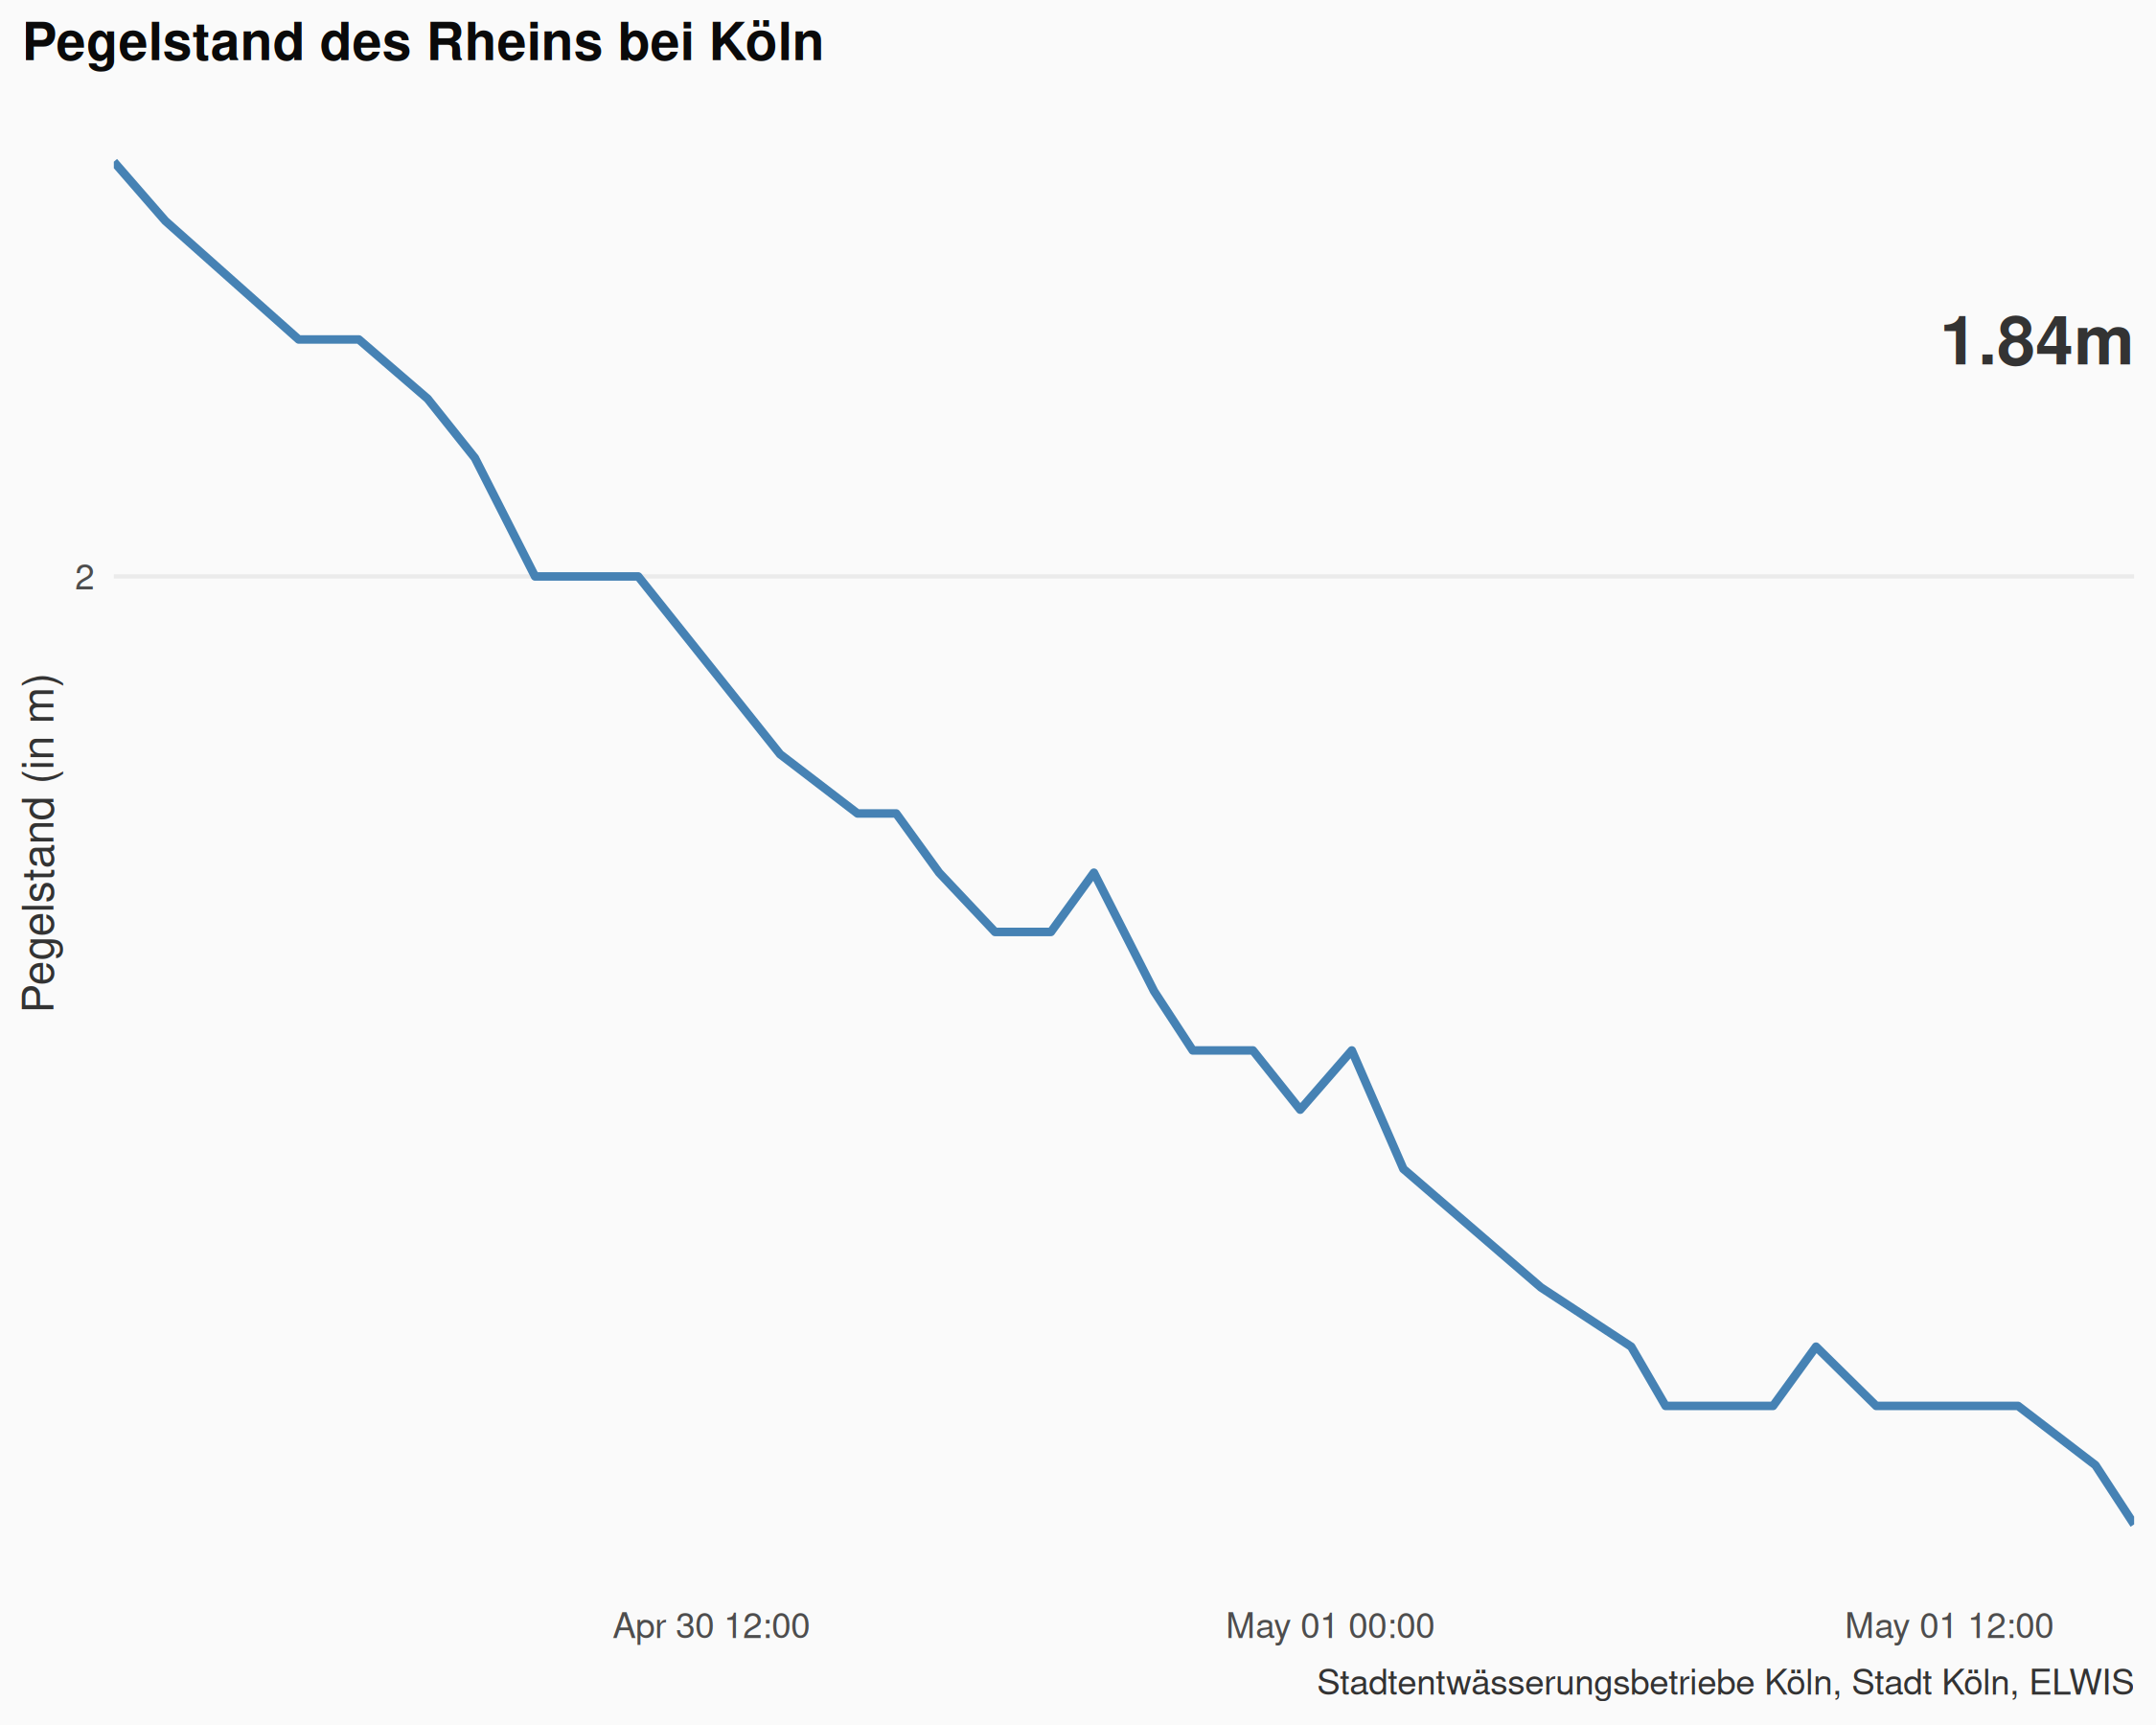 Pegelstand des Rheins bei Köln
1.84m
2
Pegelstand (in m)
Apr 30 12:00
May 01 00:00
May 01 12:00
Stadtentwässerungsbetriebe Köln, Stadt Köln, ELWIS